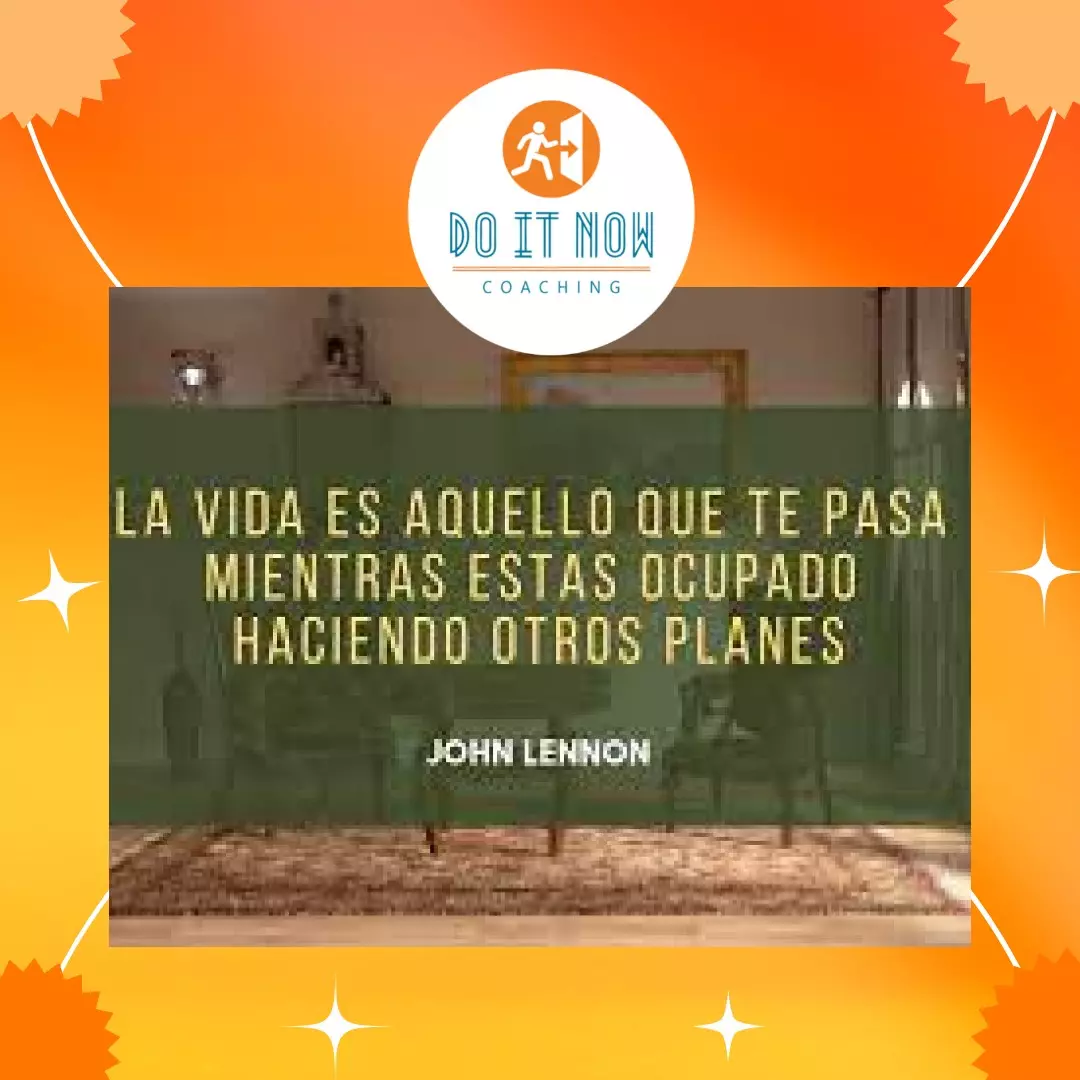 DO IT NOW
COACHING
LA VIDA ES AQUELLO QUE TE PASA
MIENTRAS ESTAS OCUPADO
HACIENDO OTROS PLANES
JOHN LENNON